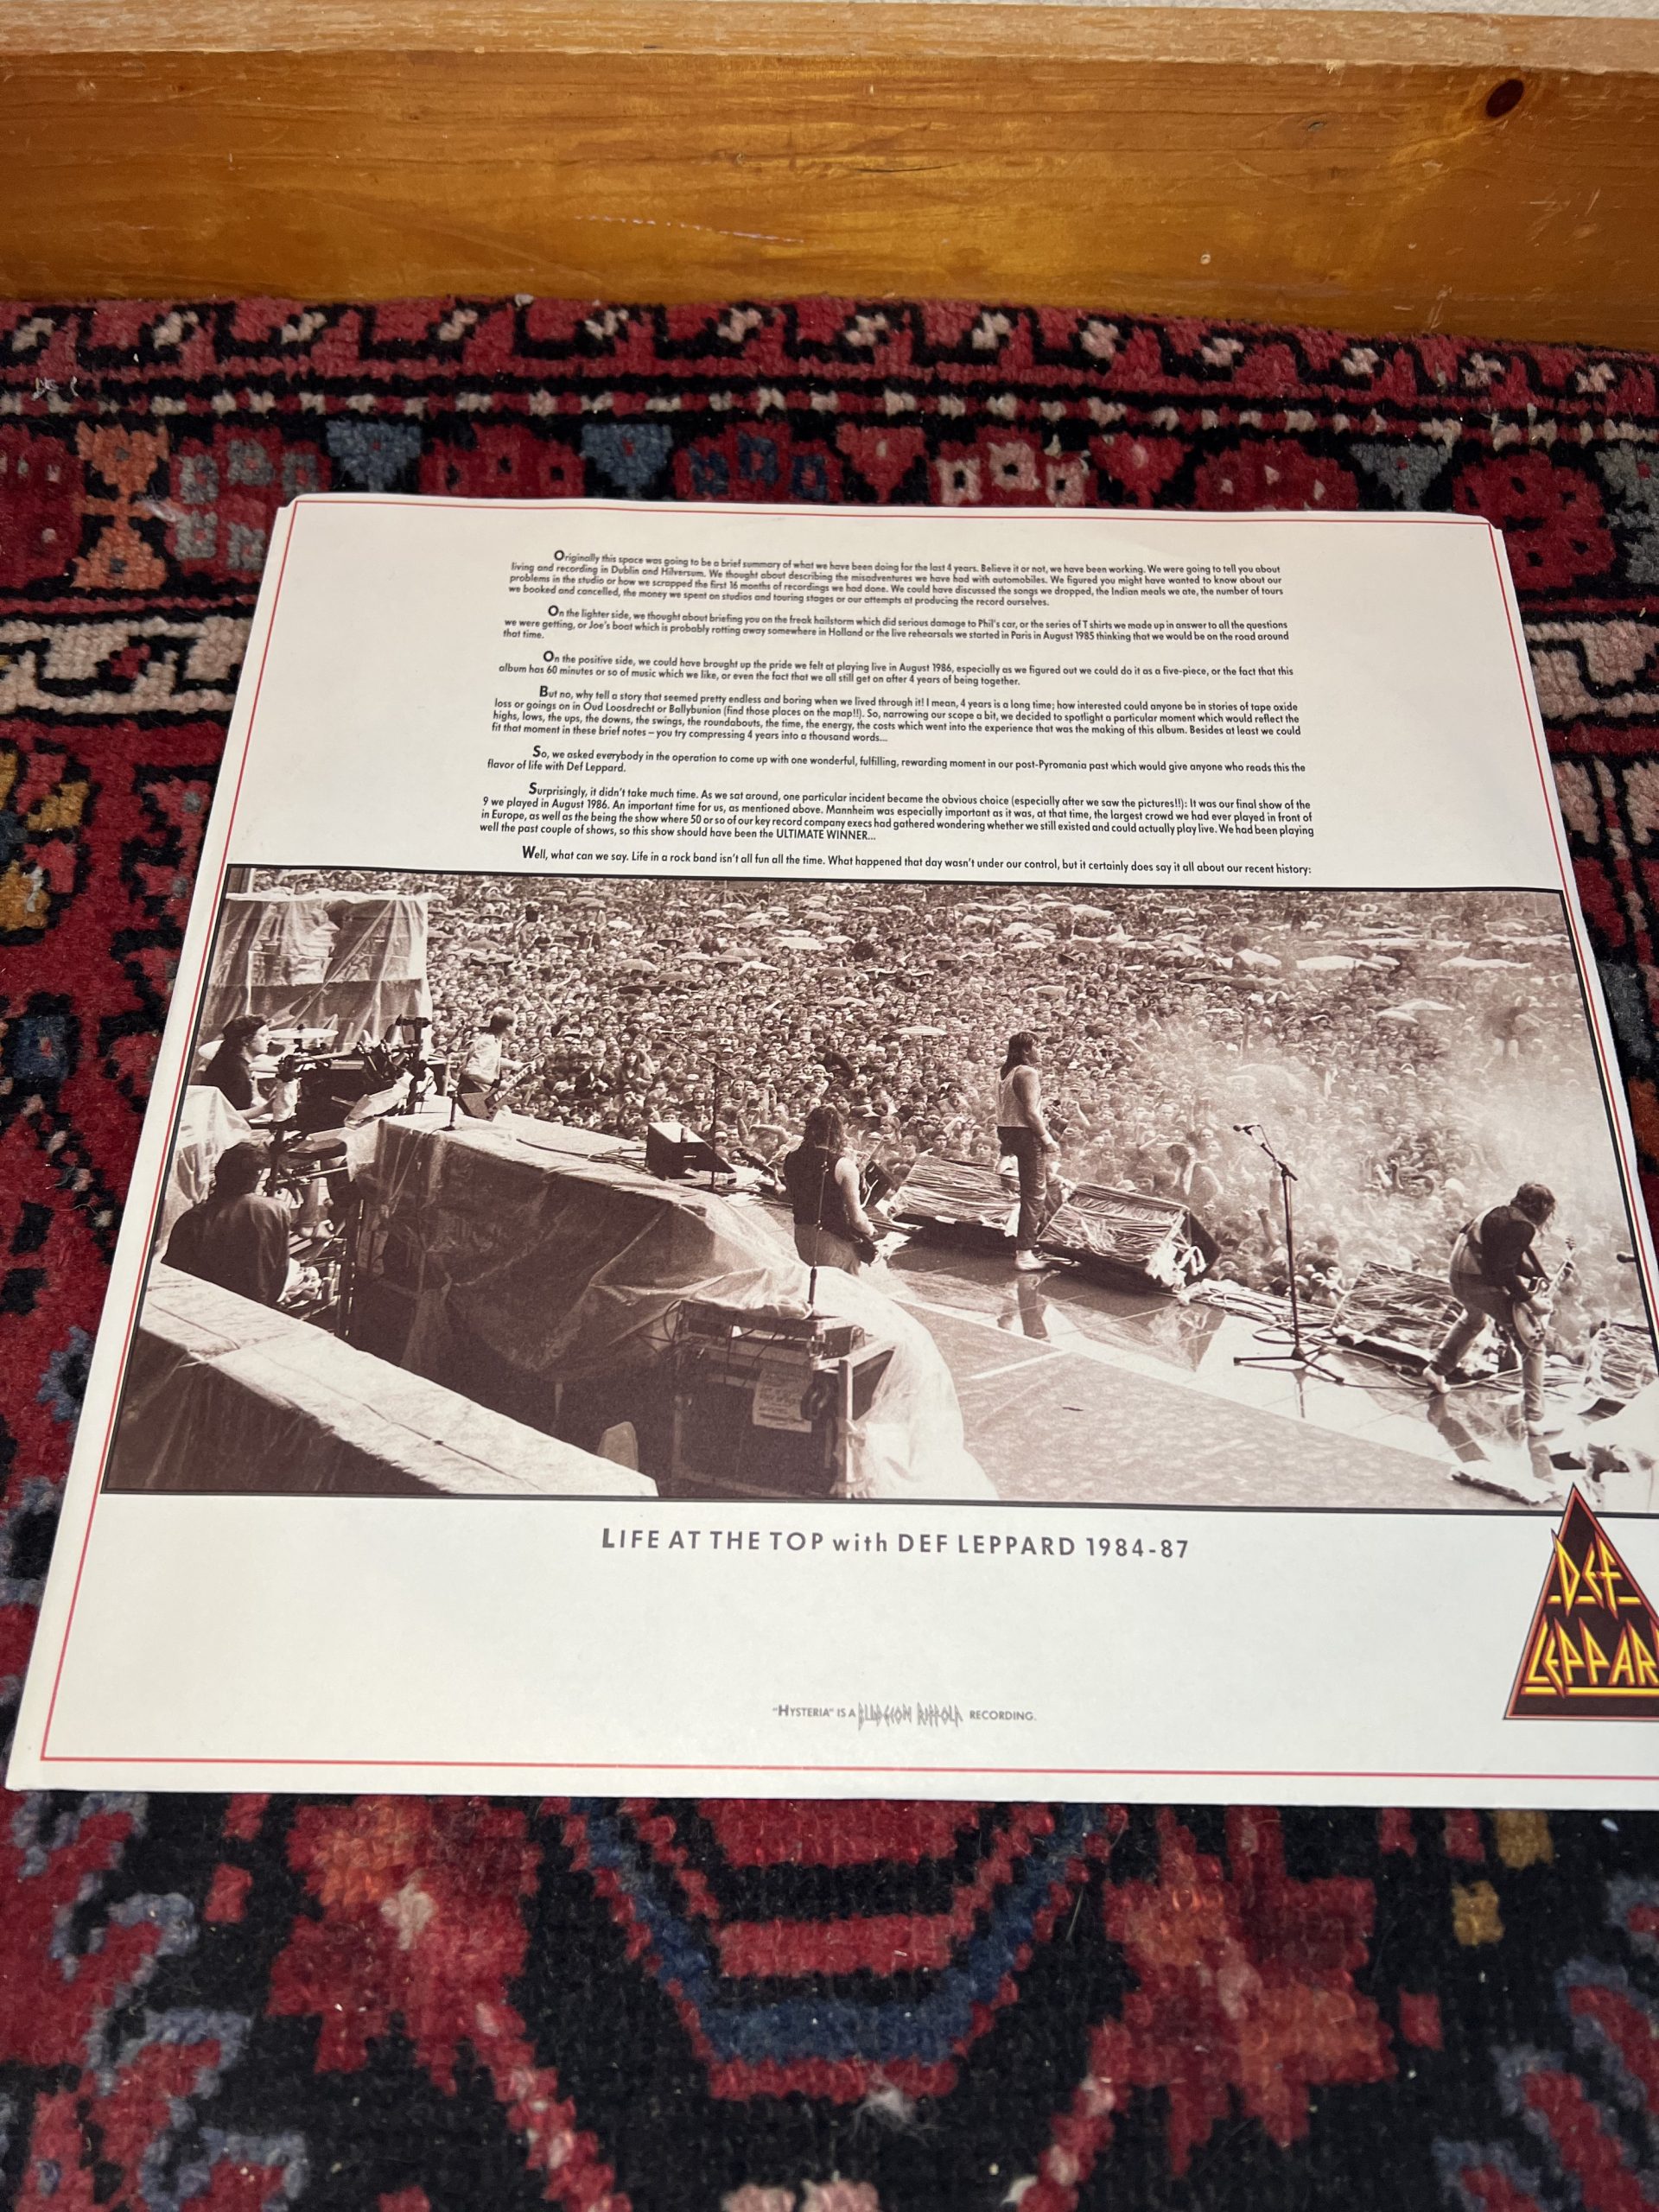 Originally this space was going to be a brief summary of what we have been doing for the last 4 years. Believe it or not, we have been working. We were going to tell you about
living and recording in Dublin and Hilversum. We thought about describing the misadventures we have had with automobiles. We figured you might have wanted to know about our
problems in the studio or how we scrapped the first 16 months of recordings we had done. We could have discussed the songs we dropped, the Indian meals we ate, the number of tours
we booked and cancelled, the money we spent on studios and touring stages or our attempts at producing the record ourselves.
On the lighter side, we thought about briefing you on the freak hailstorm which did serious damage to Phil's car, or the series of T shirts we made up in answer to all the questions
we were getting, or Joe's boat which is probably rotting away somewhere in Holland or the live rehearsals we started in Paris in August 1985 thinking that we would be on the road around
that time.
On the positive side, we could have brought up the pride we felt at playing live in August 1986, especially as we figured out we could do it as a five-piece, or the fact that this
album has 60 minutes or so of music which we like, or even the fact that we all still get on after 4 years of being together.
But no, why tell a story that seemed pretty endless and boring when we lived through it! I mean, 4 years is a long time; how interested could anyone be in stories of tape oxide
loss or goings on in Oud Loosdrecht or Ballybunion (find those places on the map!!). So, narrowing our scope a bit, we decided to spotlight a particular moment which would reflect the
highs, lows, the ups, the downs, the swings, the roundabouts, the time, the energy, the costs which went into the experience that was the making of this album. Besides at least we could
fit that moment in these brief notes – you try compressing 4 years into a thousand words...
So, we asked everybody in the operation to come up with one wonderful, fulfilling, rewarding moment in our post-Pyromania past which would give anyone who reads this the
flavor of life with Def Leppard.
Surprisingly, it didn't take much time. As we sat around, one particular incident became the obvious choice (especially after we saw the pictures!!): It was our final show of the
9 we played in August 1986. An important time for us, as mentioned above. Mannheim was especially important as it was, at that time, the largest crowd we had ever played in front of
in Europe, as well as the being the show where 50 or so of our key record company execs had gathered wondering whether we still existed and could actually play live. We had been playing
well the past couple of shows, so this show should have been the ULTIMATE WINNER...
Well, what can we say. Life in a rock band isn't all fun all the time. What happened that day wasn't under our control, but it certainly does say it all about our recent history:
LIFE AT THE TOP with DEF LEPPARD 1984-87
DEF
LEPPAR
"HYSTERIA" IS A BLUDGEON RIFFOLA RECORDING.